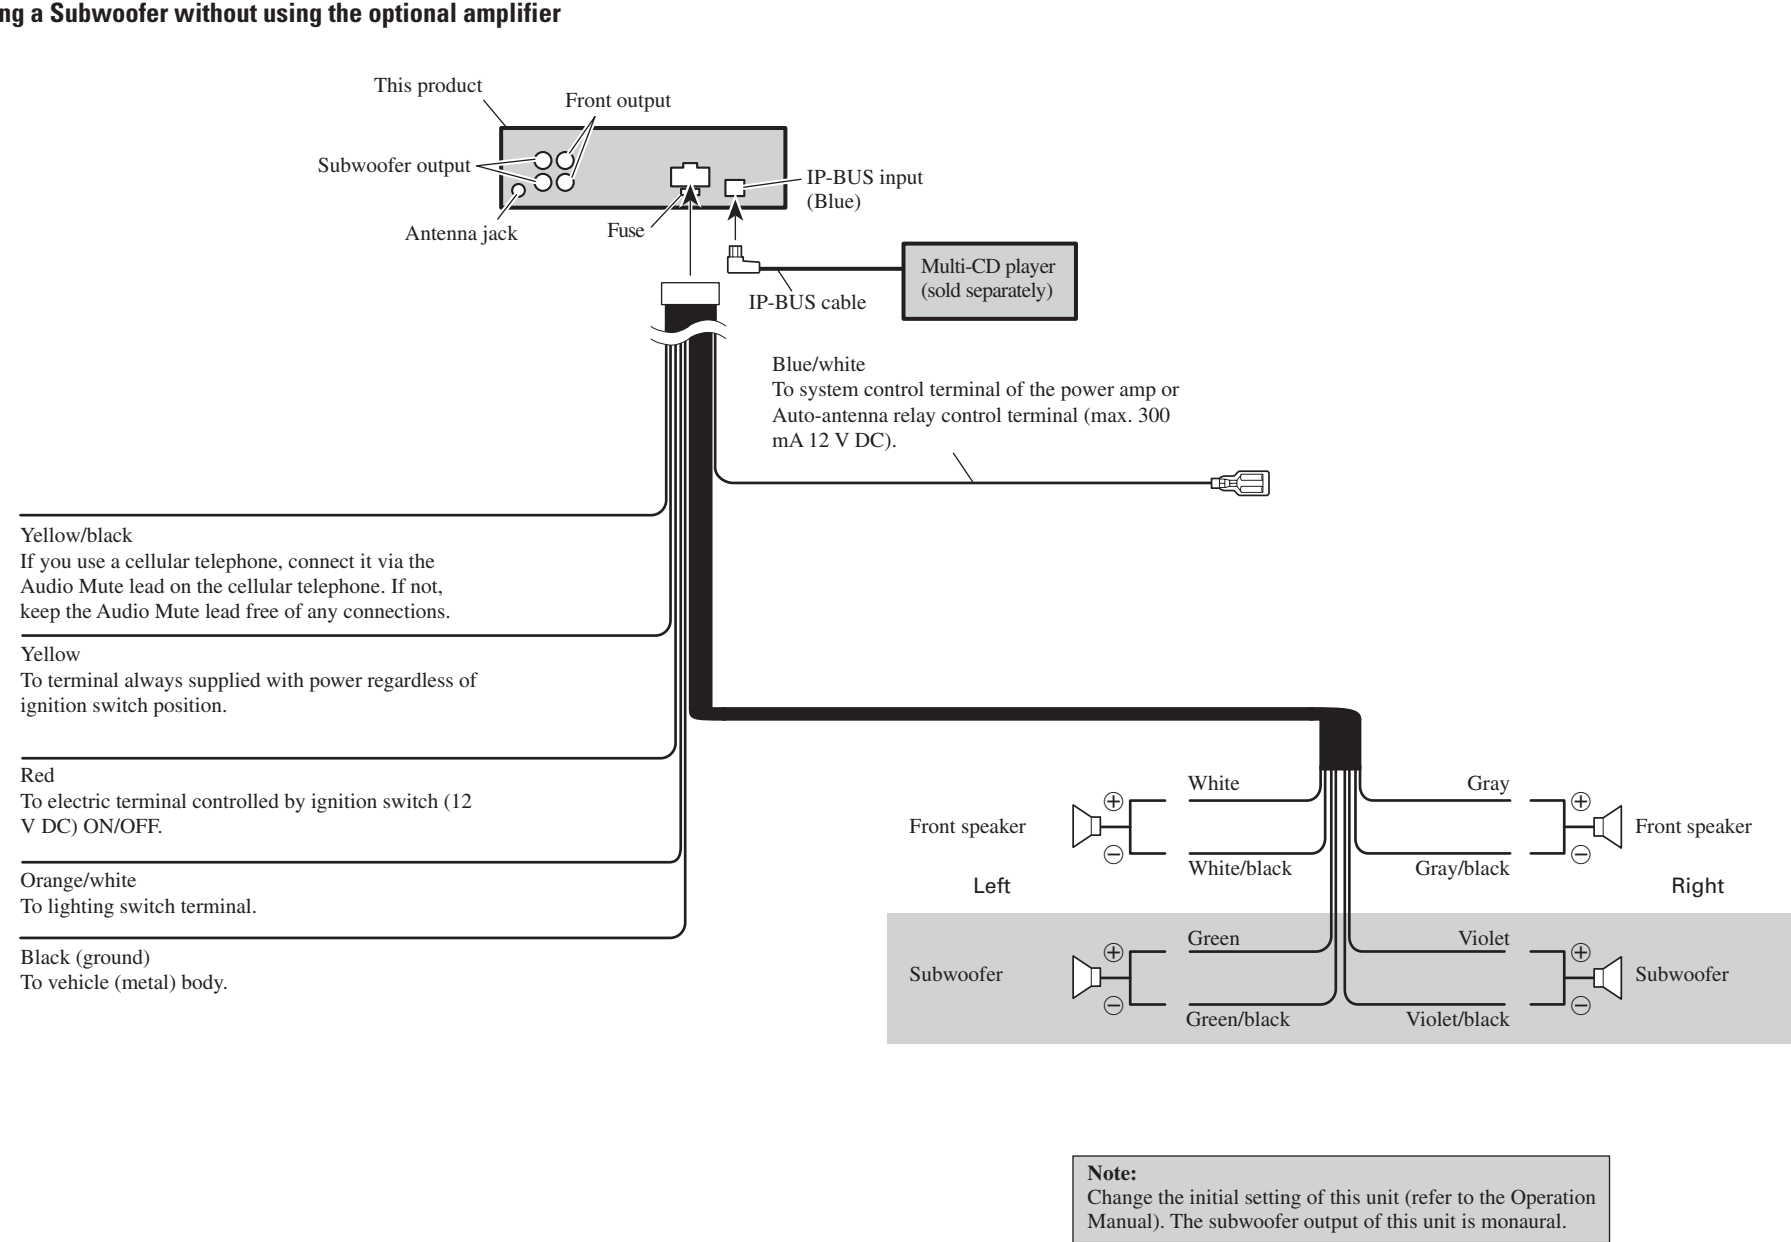 ng a Subwoofer without using the optional amplifier
This product
Front output
Subwoofer output
IP-BUS input
(Blue)
Antenna jack
Fuse
Multi-CD player
(sold separately)
IP-BUS cable
Blue/white
To system control terminal of the power amp or
Auto-antenna relay control terminal (max. 300
mA 12 V DC).
Yellow/black
If you use a cellular telephone, connect it via the
Audio Mute lead on the cellular telephone. If not,
keep the Audio Mute lead free of any connections.
Yellow
To terminal always supplied with power regardless of
ignition switch position.
Red
To electric terminal controlled by ignition switch (12
V DC) ON/OFF.
Orange/white
To lighting switch terminal.
Black (ground)
To vehicle (metal) body.
White
Gray
+
+
Front speaker
Front speaker
−
−
White/black
Gray/black
Left
Right
Green
Violet
+
+
Subwoofer
Subwoofer
−
−
Green/black
Violet/black
Note:
Change the initial setting of this unit (refer to the Operation
Manual). The subwoofer output of this unit is monaural.